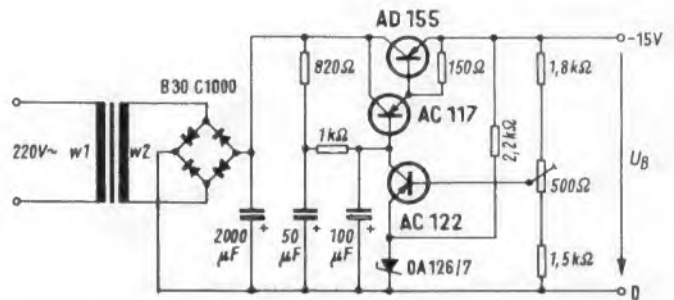 AD 155
-15V
B30 C1000
820Ω
150Ω
1,8kΩ
AC 117
220V~
w1
w2
1kΩ
2,2kΩ
U_B
500Ω
AC 122
2000 μF
50 μF
100 μF
OA126/7
1,5kΩ
0